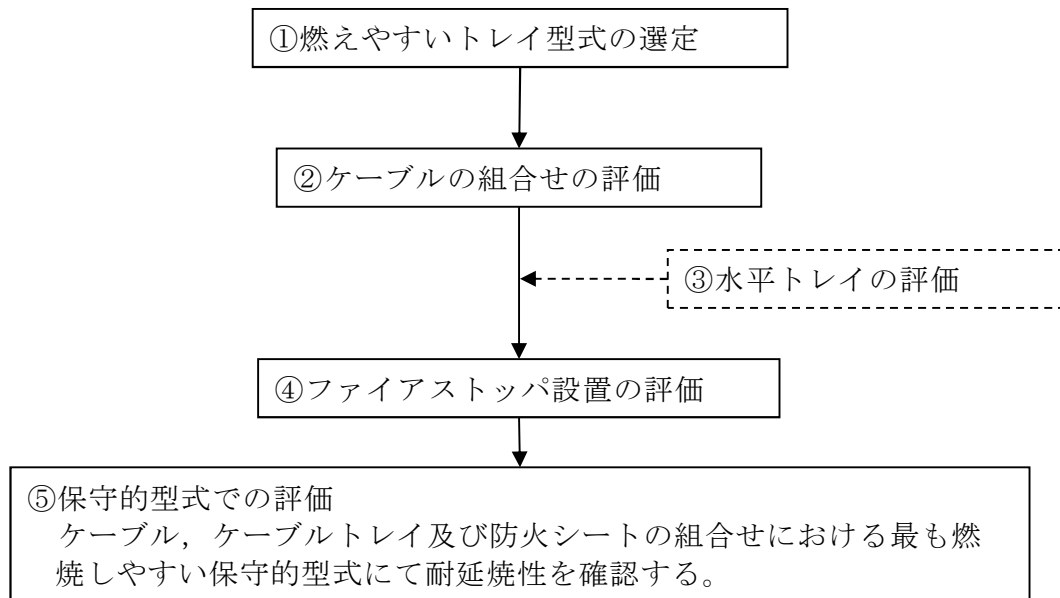 ①燃えやすいトレイ型式の選定
②ケーブルの組合せの評価
③水平トレイの評価
④ファイアストッパ設置の評価
⑤保守的型式での評価
ケーブル，ケーブルトレイ及び防火シートの組合せにおける最も燃
焼しやすい保守的型式にて耐延焼性を確認する。